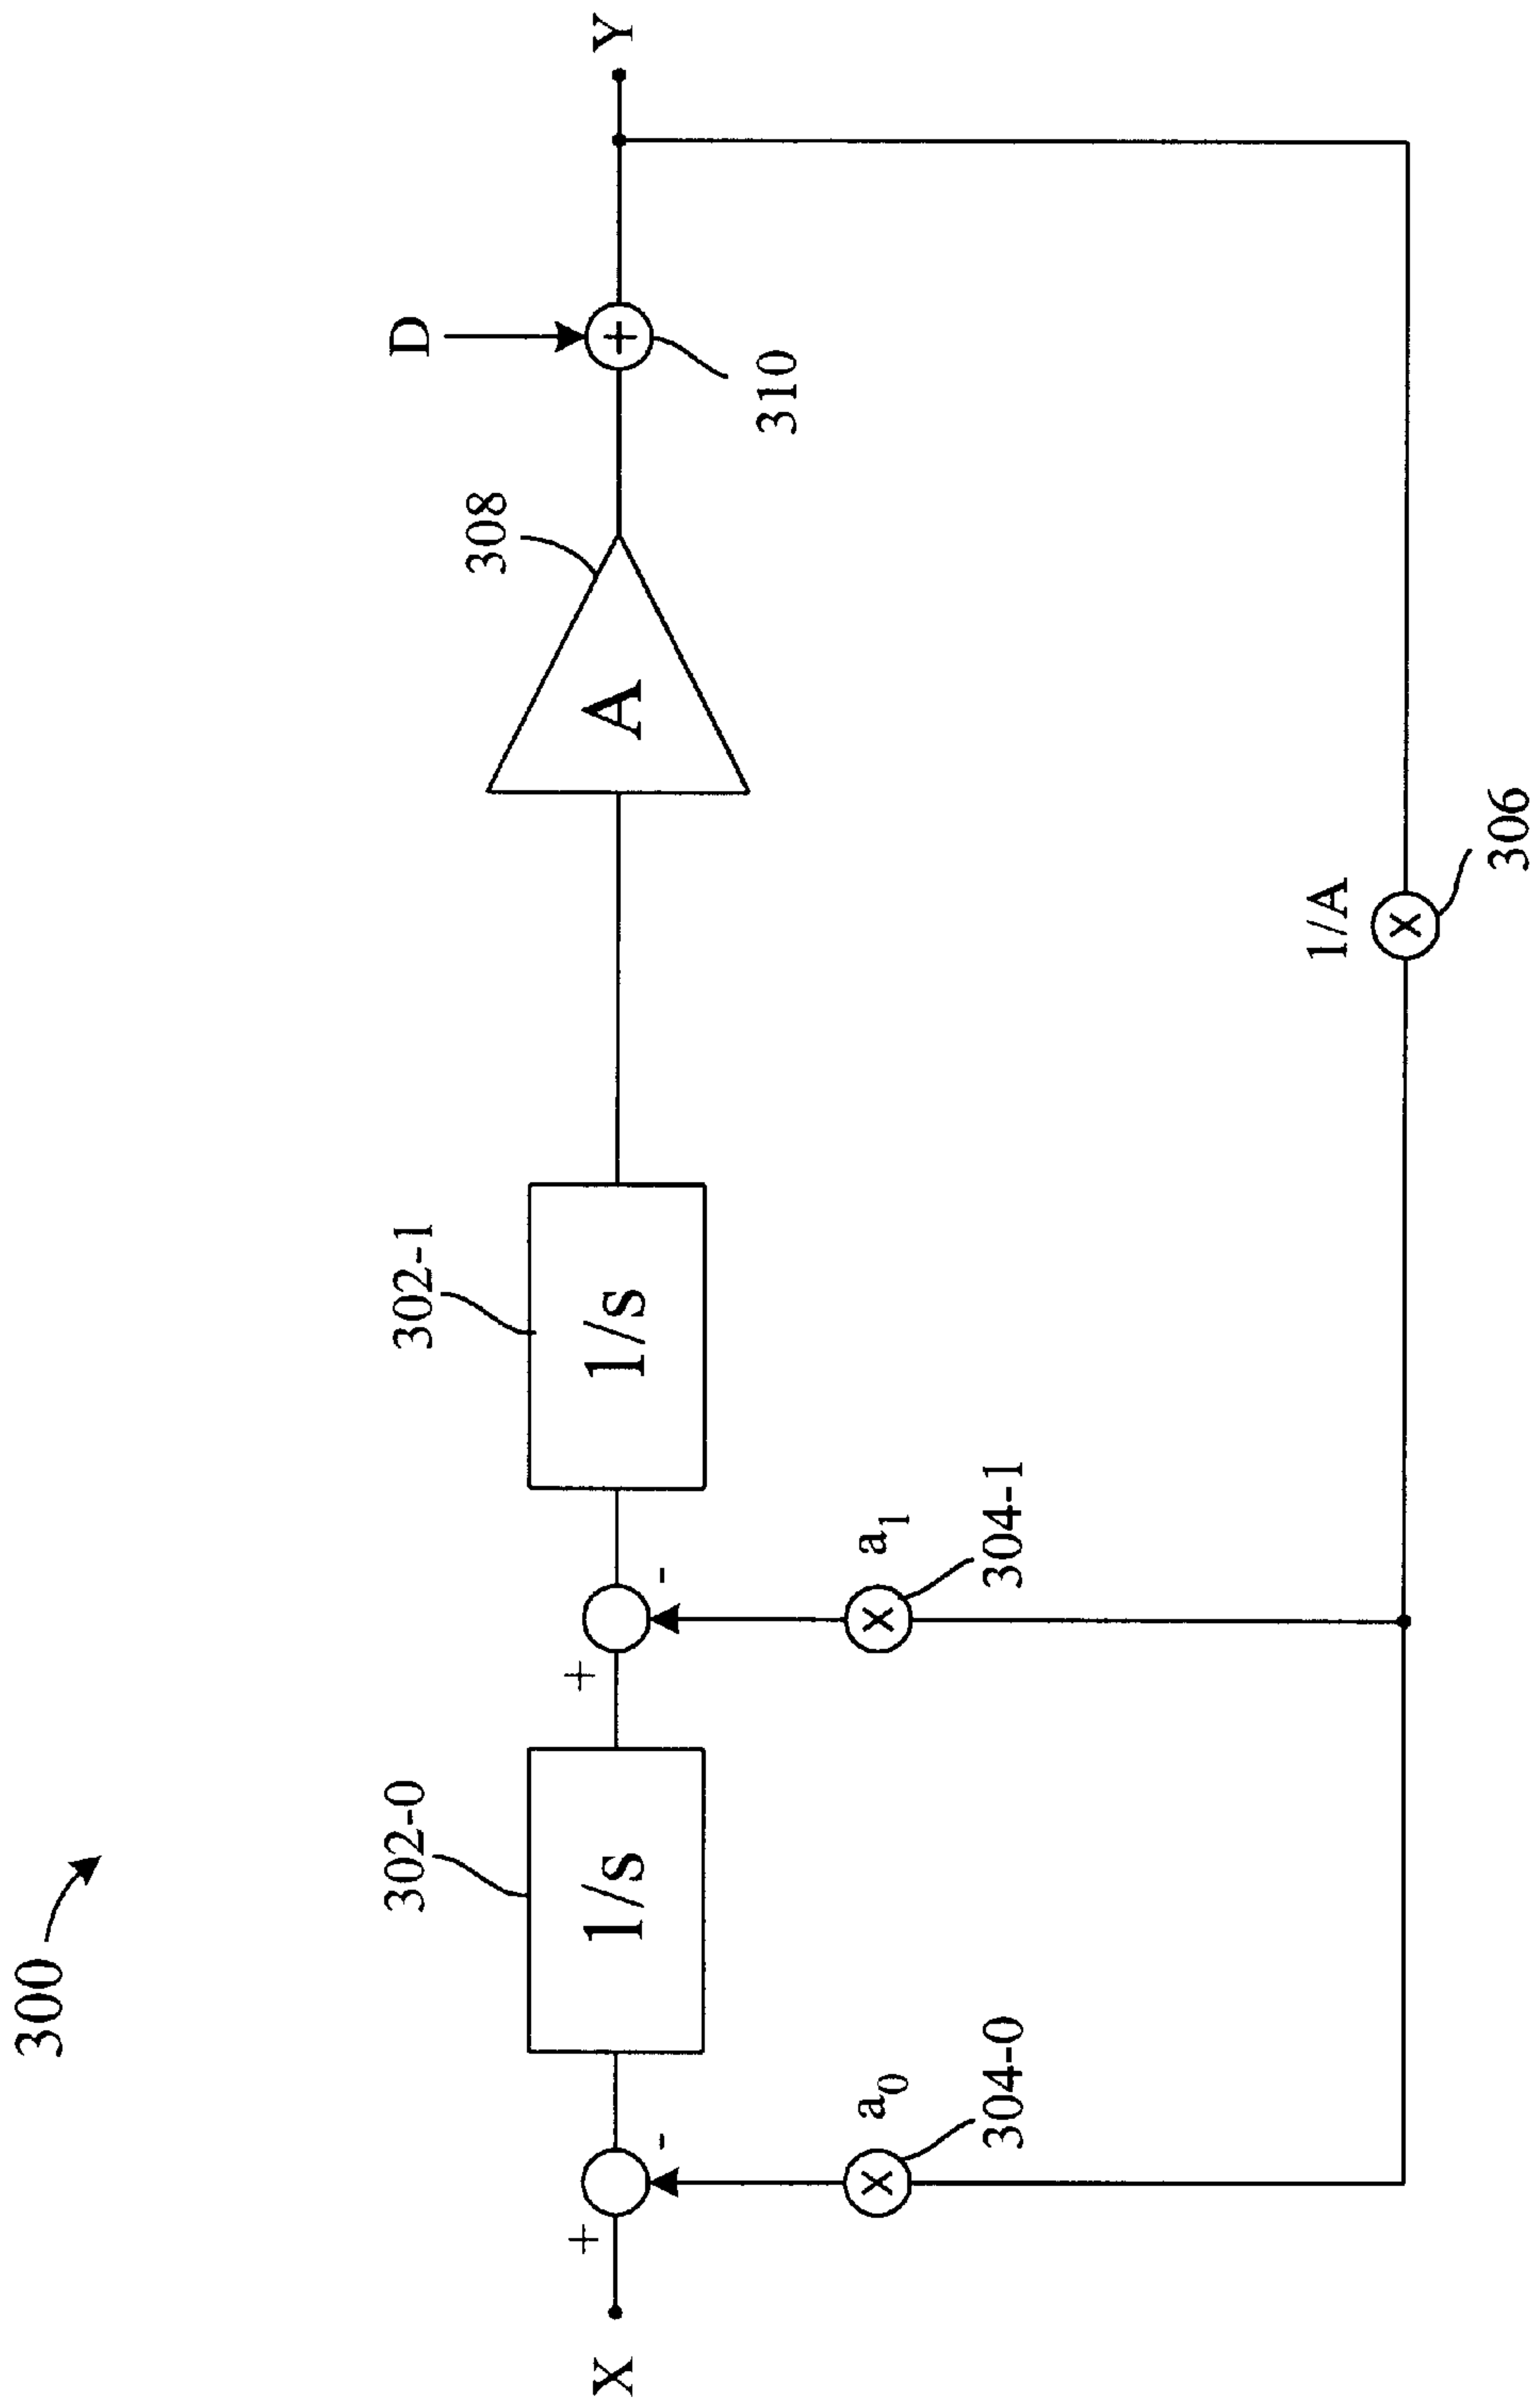 300
302-0
302-1
308
D
1/s
1/s
A
+
X
+
+
Y
-
-
310
a₀
a₁
X
X
304-0
304-1
1/A
X
306